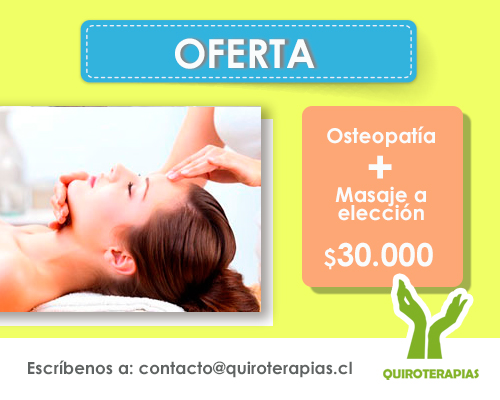 OFERTA
Osteopatía
+
Masaje a
elección
$30.000
Escríbenos a: contacto@quiroterapias.cl
QUIROTERAPIAS